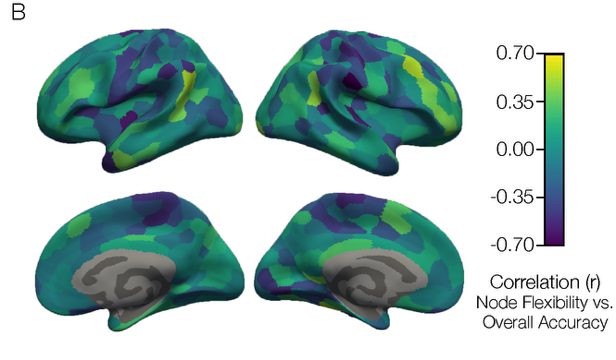 B
0.70
0.35
0.00
-0.35
-0.70
Correlation (r)
Node Flexibility vs.
Overall Accuracy